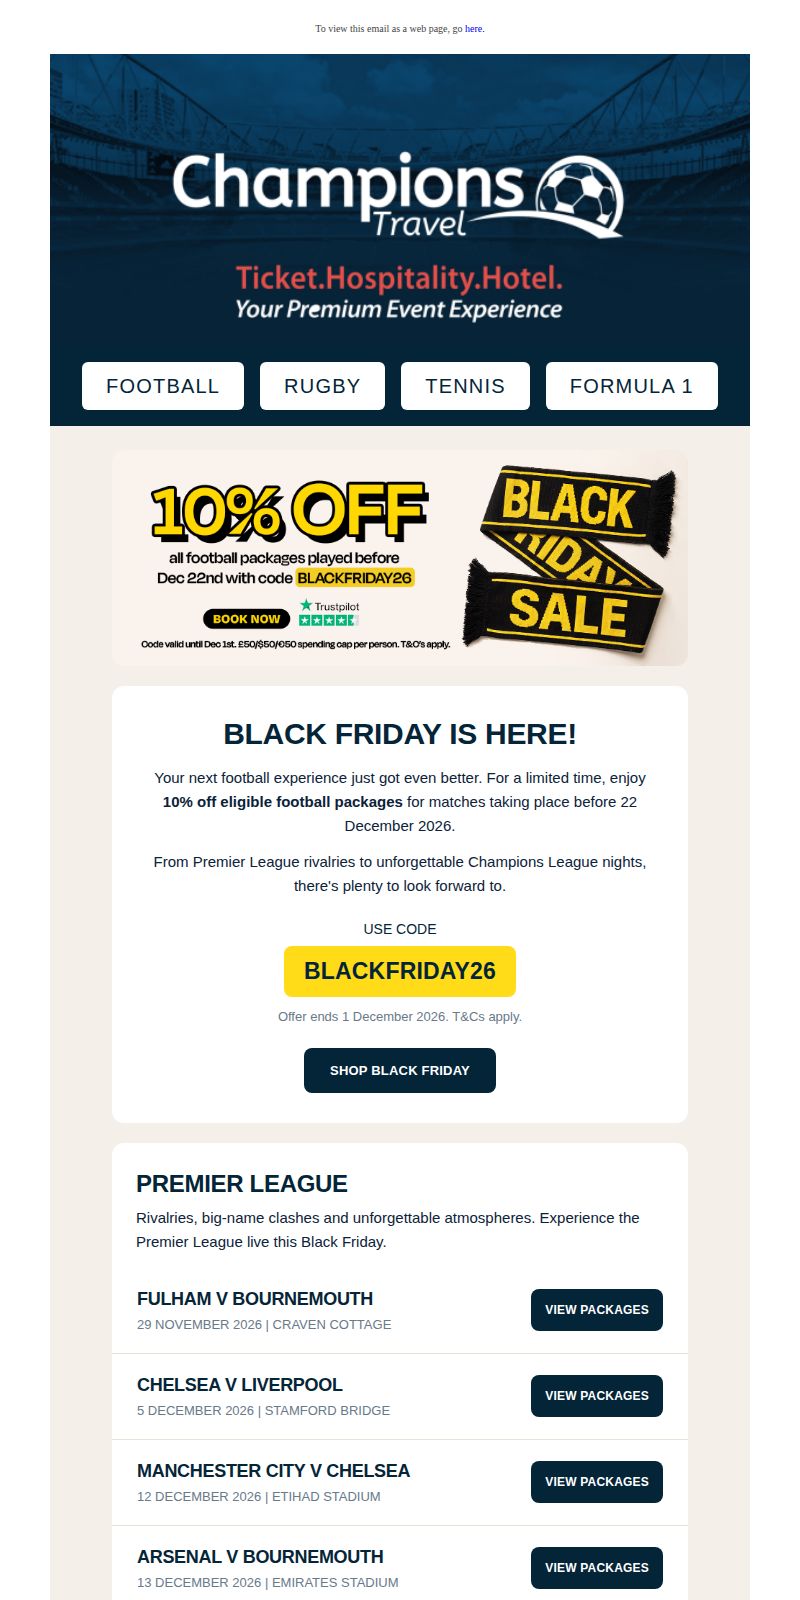 To view this email as a web page, go here.
Champions
Travel
Ticket.Hospitality.Hotel.
Your Premium Event Experience
FOOTBALL RUGBY TENNIS FORMULA 1
10% OFF
all football packages played before
Dec 22nd with code BLACKFRIDAY26
BOOK NOW
Trustpilot
Code valid until Dec 1st. £50/$50/€50 spending cap per person. T&C's apply.
BLACK
FRIDAY
SALE
BLACK FRIDAY IS HERE!
Your next football experience just got even better. For a limited time, enjoy
10% off eligible football packages for matches taking place before 22
December 2026.
From Premier League rivalries to unforgettable Champions League nights,
there's plenty to look forward to.
USE CODE
BLACKFRIDAY26
Offer ends 1 December 2026. T&Cs apply.
SHOP BLACK FRIDAY
PREMIER LEAGUE
Rivalries, big-name clashes and unforgettable atmospheres. Experience the
Premier League live this Black Friday.
FULHAM V BOURNEMOUTH
29 NOVEMBER 2026 | CRAVEN COTTAGE
VIEW PACKAGES
CHELSEA V LIVERPOOL
5 DECEMBER 2026 | STAMFORD BRIDGE
VIEW PACKAGES
MANCHESTER CITY V CHELSEA
12 DECEMBER 2026 | ETIHAD STADIUM
VIEW PACKAGES
ARSENAL V BOURNEMOUTH
13 DECEMBER 2026 | EMIRATES STADIUM
VIEW PACKAGES